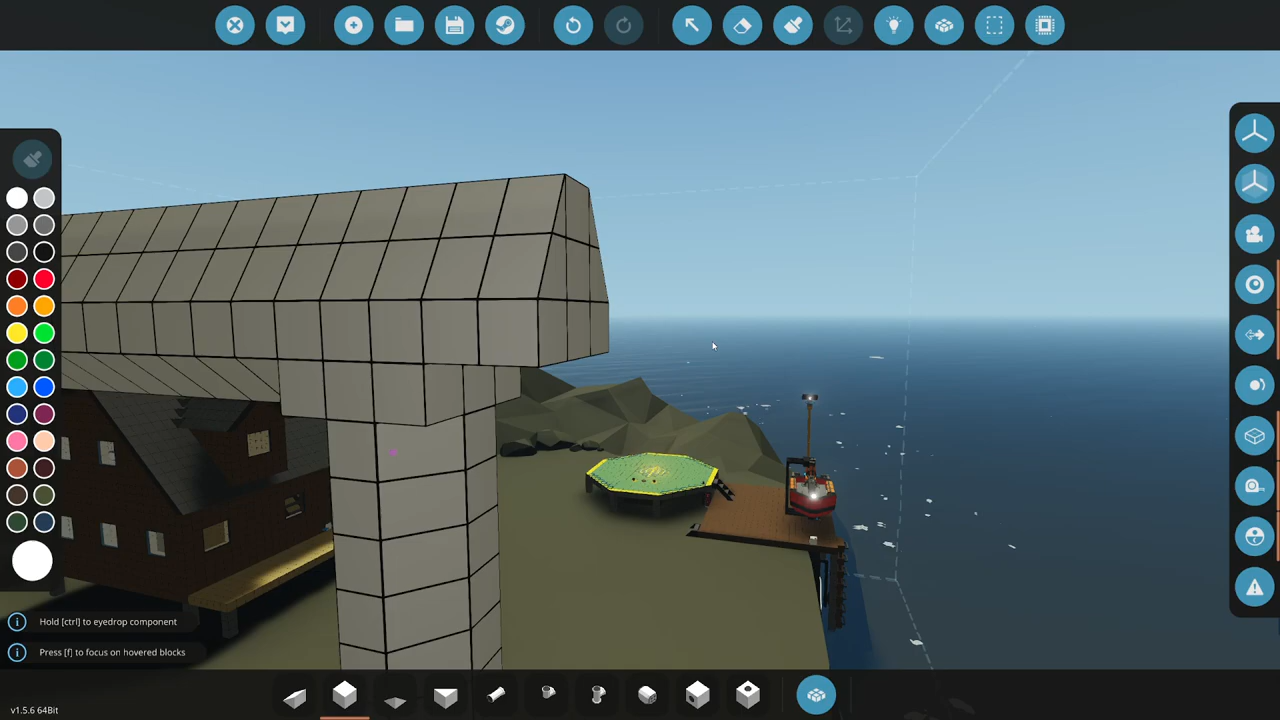 Hold [ctrl] to eyedrop component
Press [f] to focus on hovered blocks
v1.5.6 64Bit